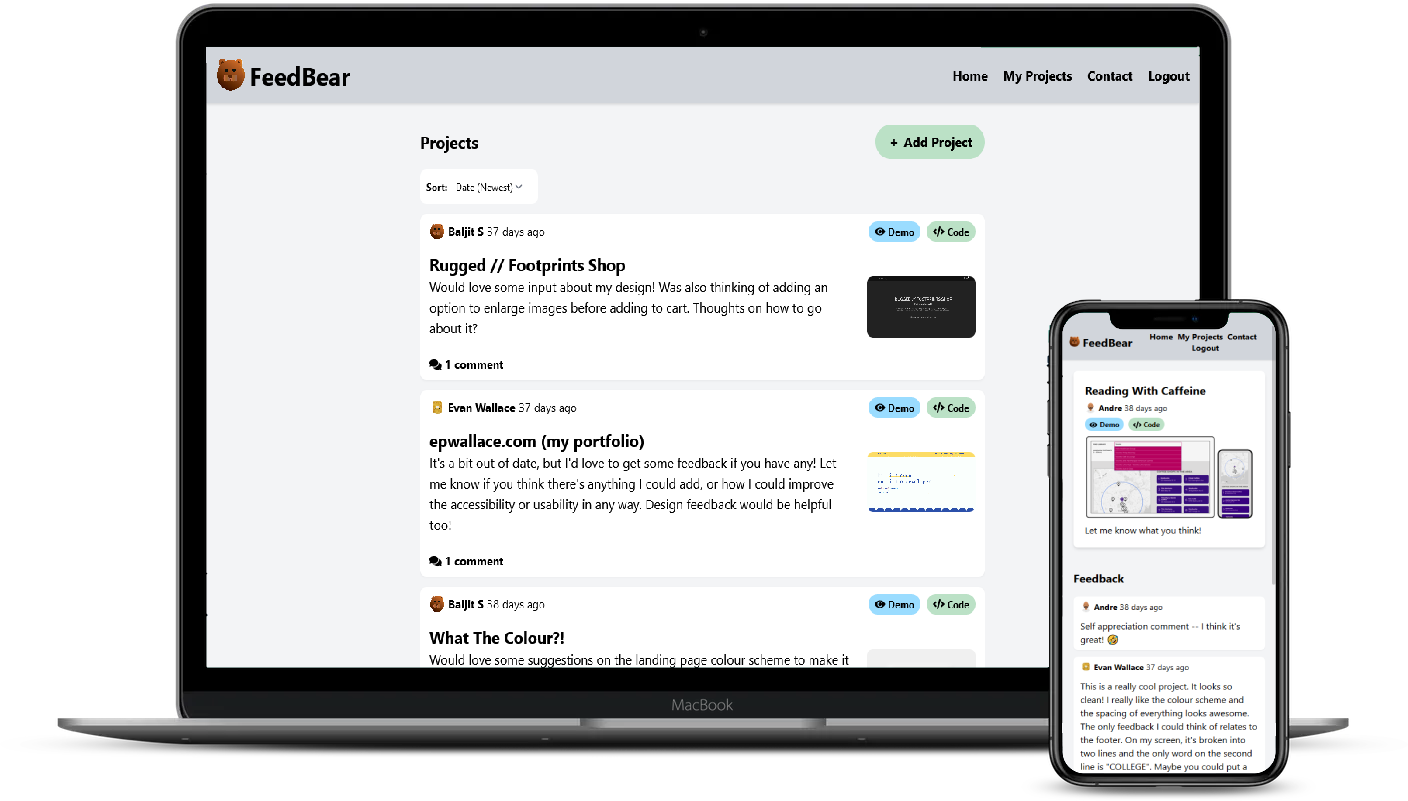 FeedBear
Home My Projects Contact Logout
Projects
+ Add Project
Sort: Date (Newest)
Baljit S 37 days ago
Demo Code
Rugged // Footprints Shop
Would love some input about my design! Was also thinking of adding an
option to enlarge images before adding to cart. Thoughts on how to go
about it?
1 comment
Evan Wallace 37 days ago
Demo Code
epwallace.com (my portfolio)
It's a bit out of date, but I'd love to get some feedback if you have any! Let
me know if you think there's anything I could add, or how I could improve
the accessibility or usability in any way. Design feedback would be helpful
too!
1 comment
Baljit S 38 days ago
Demo Code
What The Colour?!
Would love some suggestions on the landing page colour scheme to make it
MacBook
FeedBear
Home My Projects Contact
Logout
Reading With Caffeine
Andre 38 days ago
Demo Code
Let me know what you think!
Feedback
Andre 38 days ago
Self appreciation comment -- I think it's
great! 🤣
Evan Wallace 37 days ago
This is a really cool project. It looks so
clean! I really like the colour scheme and
the spacing of everything looks awesome.
The only feedback I could think of relates to
the footer. On my screen, it's broken into
two lines and the only word on the second
line is "COLLEGE". Maybe you could put a